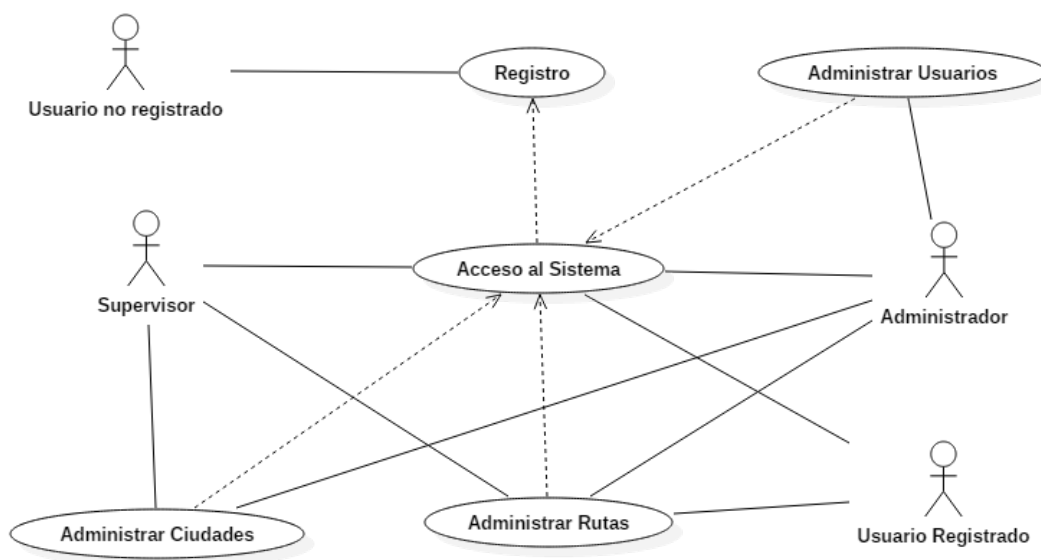 Registro
Administrar Usuarios
Usuario no registrado
Acceso al Sistema
Supervisor
Administrador
Administrar Ciudades
Administrar Rutas
Usuario Registrado